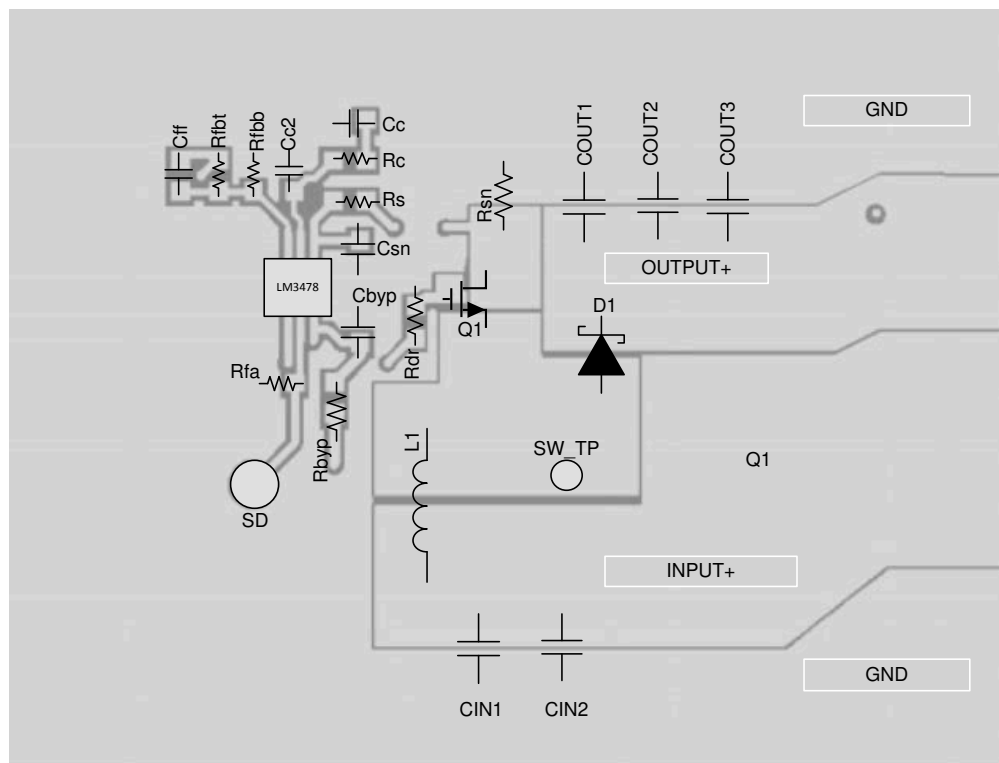 GND
COUT1
COUT2
COUT3
Cff
Rfbt
Rfbb
Cc2
Cc
Rc
Rs
Rsn
Csn
OUTPUT+
LM3478
Cbyp
D1
Q1
Rdr
Rfa
L1
SW_TP
Rbyp
Q1
SD
INPUT+
GND
CIN1
CIN2